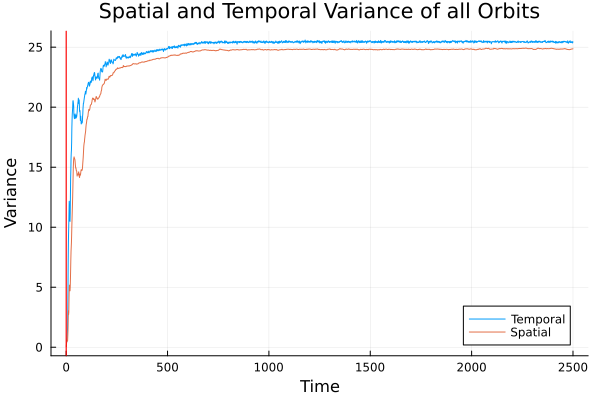 Spatial and Temporal Variance of all Orbits
Variance
25
20
15
10
5
0
0 500 1000 1500 2000 2500
Time
Temporal
Spatial